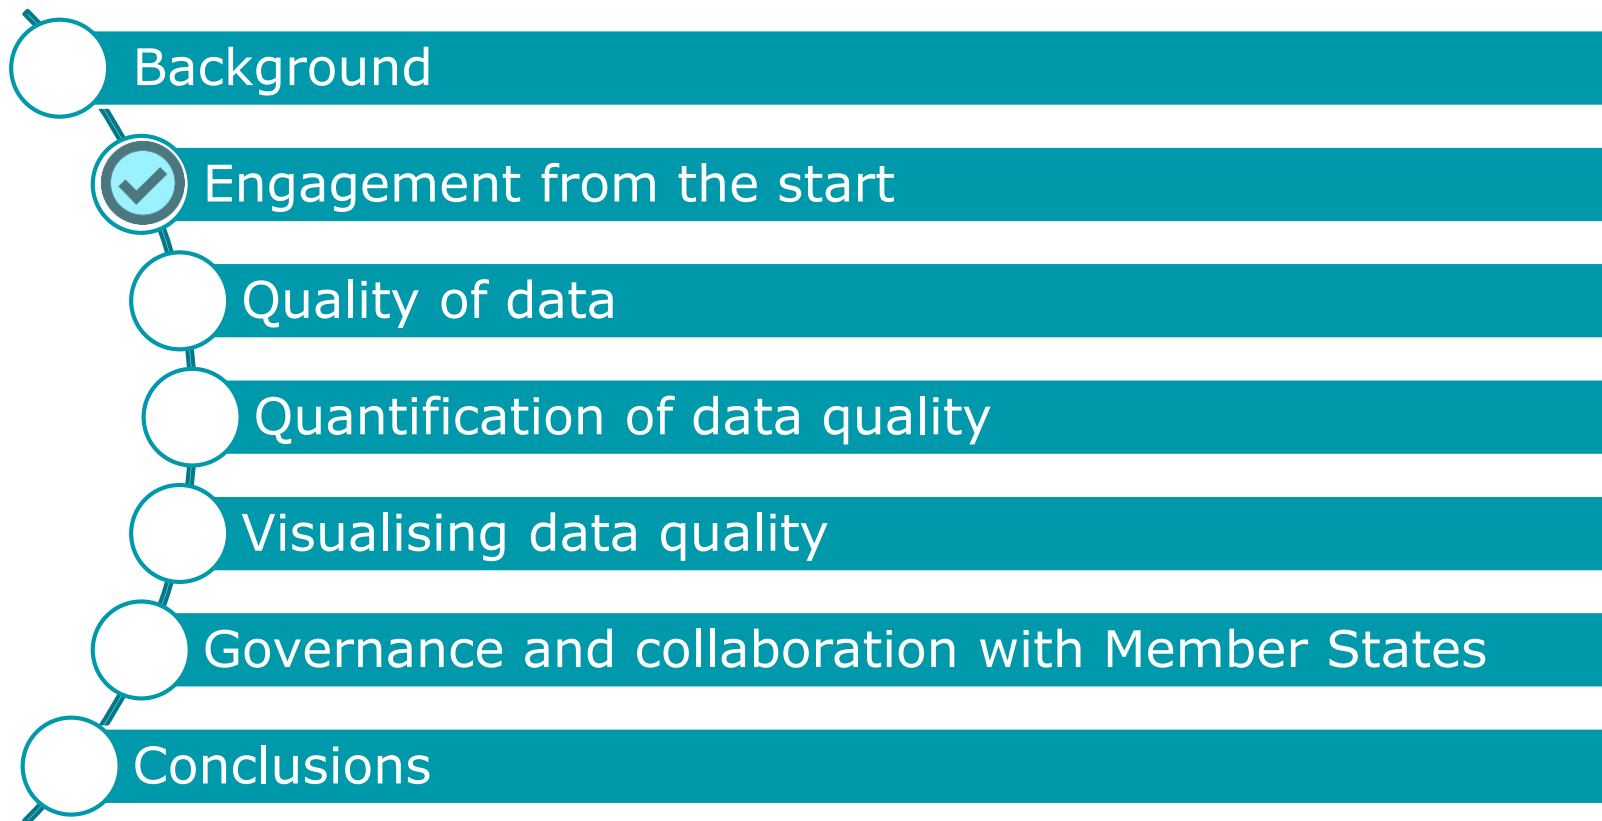 Background
Engagement from the start
Quality of data
Quantification of data quality
Visualising data quality
Governance and collaboration with Member States
Conclusions